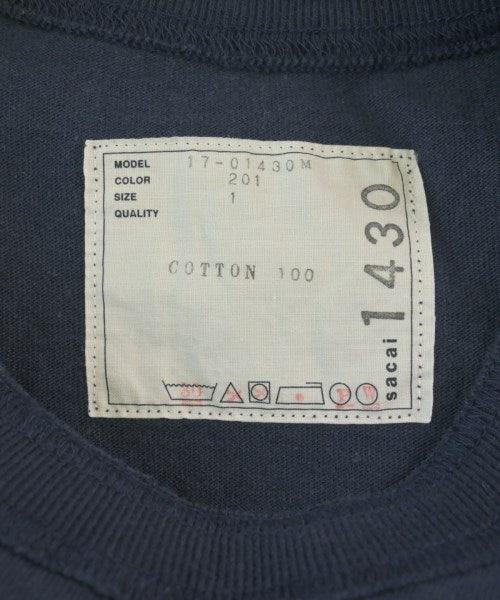 MODEL 17-01430M
COLOR 201
SIZE 1
QUALITY
COTTON 100
sacai 1430